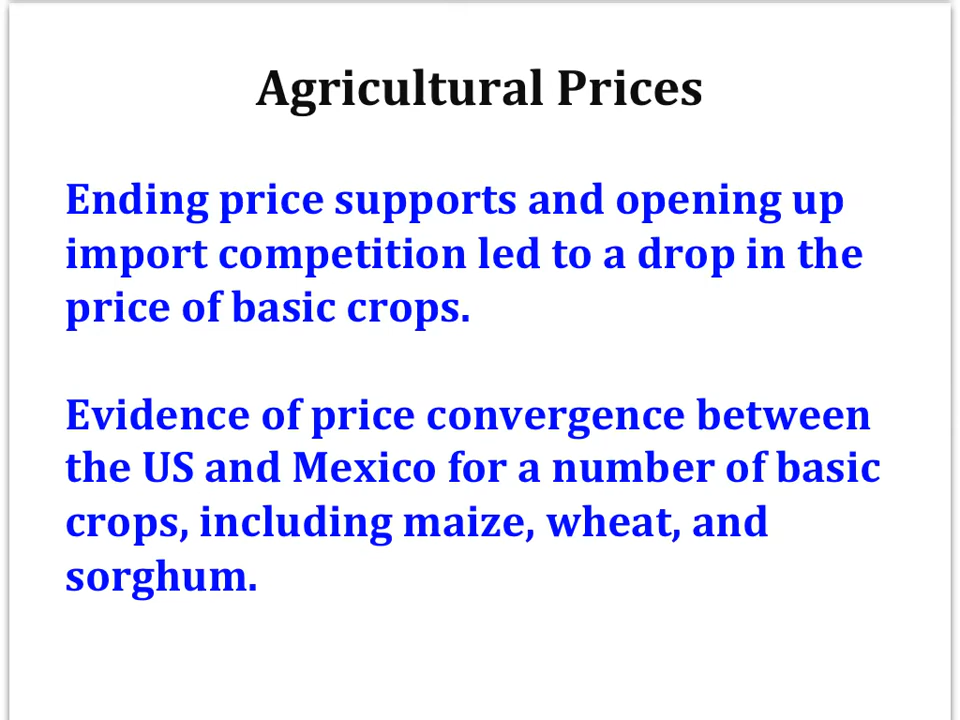 Agricultural Prices
Ending price supports and opening up
import competition led to a drop in the
price of basic crops.
Evidence of price convergence between
the US and Mexico for a number of basic
crops, including maize, wheat, and
sorghum.